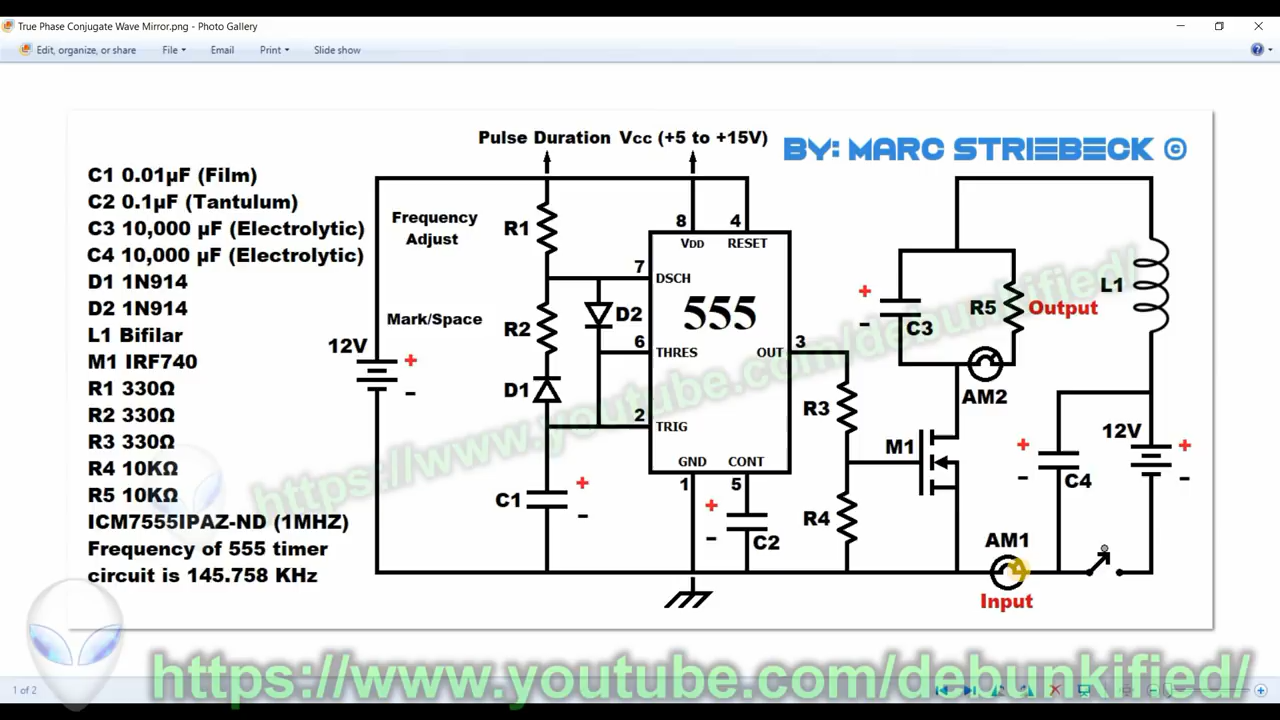 True Phase Conjugate Wave Mirror.png - Photo Gallery
Edit, organize, or share File Email Print Slide show
Pulse Duration Vcc (+5 to +15V)
BY: MARC STRIEBECK ©
C1 0.01µF (Film)
C2 0.1µF (Tantulum)
C3 10,000 µF (Electrolytic)
C4 10,000 µF (Electrolytic)
D1 1N914
D2 1N914
L1 Bifilar
M1 IRF740
R1 330Ω
R2 330Ω
R3 330Ω
R4 10KΩ
R5 10KΩ
ICM7555IPAZ-ND (1MHZ)
Frequency of 555 timer
circuit is 145.758 KHz
Frequency
Adjust
Mark/Space
12V
+
-
R1
R2
D1
D2
C1
+
-
7
6
2
8
4
VDD
RESET
DSCH
555
THRES
OUT
TRIG
GND
CONT
1
5
3
+
-
C2
R3
R4
M1
+
-
C3
R5
Output
AM2
L1
12V
+
-
+
-
C4
AM1
Input
https://www.youtube.com/debunkified/
https://www.youtube.com/debunkified/
1 of 2